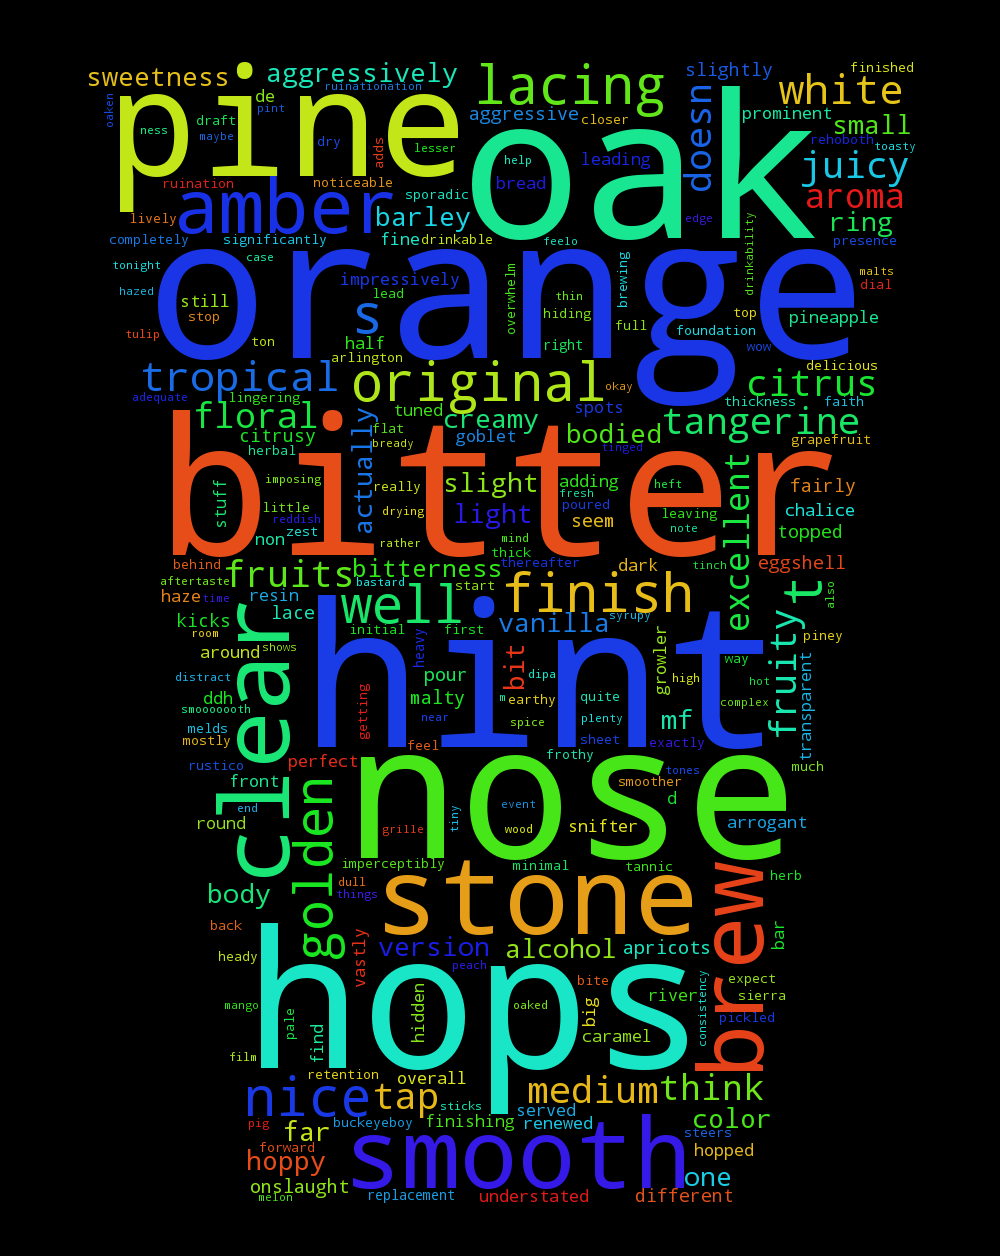 sweetness
aggressively
lacing
slightly
finished
white
oaken
de
ruinationation
pint
pine
draft
ness
maybe
dry
adds
lesser
aggressive
closer
oak
doesn
prominent
small
rehoboth
toasty
help
leading
bread
juicy
ruination
noticeable
sporadic
aroma
amber
barley
lively
edge
ring
completely
significantly
fine
drinkable
feelo
drinkability
presence
tonight
case
orange
impressively
overwhelm
brewing
malts
dial
hazed
still
stop
lead
thin
hiding
full
top
pineapple
foundation
s
tulip
ton
half
right
wow
arlington
tropical
original
okay
delicious
citrus
adequate
lingering
thickness
faith
floral
tuned
creamy
spots
tangerine
citrusy
actually
flat
bready
goblet
bodied
tinged
grapefruit
herbal
bitter
imposing
really
slight
adding
heft
excellent
fairly
stuff
little
reddish
drying
light
fresh
poured
seem
leaving
note
chalice
non
zest
rather
mind
thick
topped
behind
fruits
bitterness
thereafter
dark
tinch
eggshell
aftertaste
bastard
start
finish
t
also
haze
time
resin
lace
well
vanilla
syrupy
kicks
room
initial
first
fruity
piney
around
shows
clear
hint
heavy
bit
growler
way
transparent
distract
pour
dipa
high
hot
smooooooth
ddh
malty
m
earthy
quite
complex
getting
near
spice
plenty
mf
melds
mostly
feel
sheet
exactly
frothy
rustico
perfect
nose
tones
much
front
golden
smoother
end
tiny
event
d
round
grille
wood
snifter
arrogant
imperceptibly
minimal
tannic
brew
body
dull
things
stone
herb
back
vastly
version
alcohol
apricots
bar
heady
peach
hops
bite
consistency
expect
mango
hidden
oaked
big
river
sierra
pale
find
caramel
pickled
film
retention
overall
nice
tap
medium
think
pig
buckeyeboy
sticks
served
renewed
color
far
finishing
steers
forward
smooth
hopped
hoppy
onslaught
one
melon
replacement
understated
different